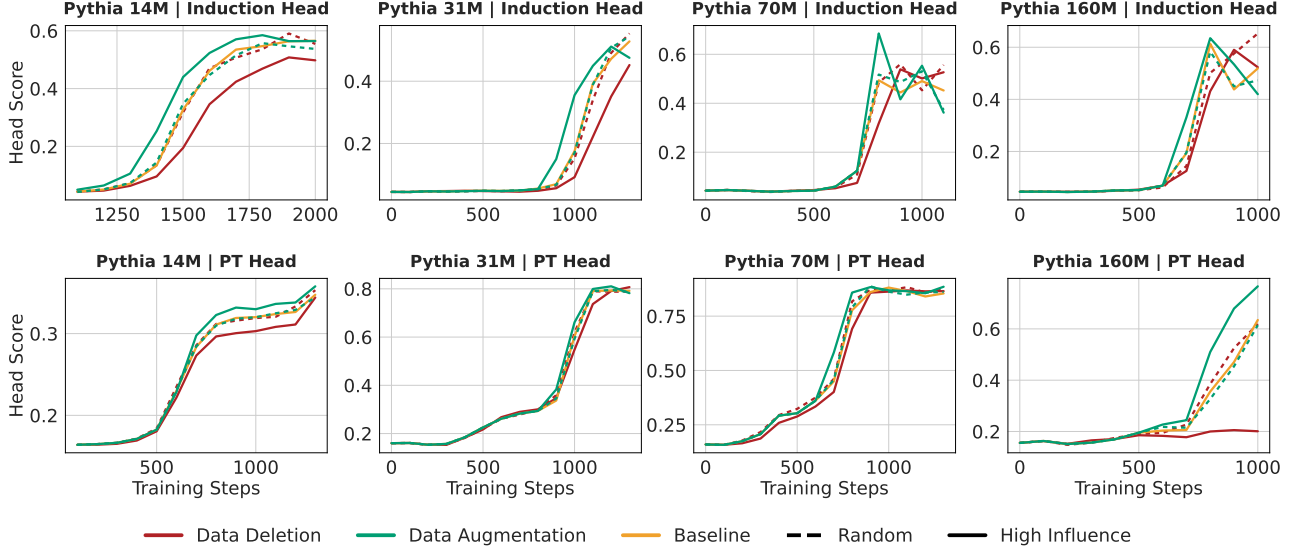 Pythia 14M | Induction Head
Pythia 31M | Induction Head
Pythia 70M | Induction Head
Pythia 160M | Induction Head
Head Score
0.6
0.4
0.2
1250 1500 1750 2000
0.4
0.2
0 500 1000
0.6
0.4
0.2
0 500 1000
0.6
0.4
0.2
0 500 1000
Pythia 14M | PT Head
Pythia 31M | PT Head
Pythia 70M | PT Head
Pythia 160M | PT Head
Head Score
0.3
0.2
500 1000
Training Steps
0.8
0.6
0.4
0.2
0 500 1000
Training Steps
0.75
0.50
0.25
0 500 1000
Training Steps
0.6
0.4
0.2
0 500 1000
Training Steps
Data Deletion Data Augmentation Baseline Random High Influence